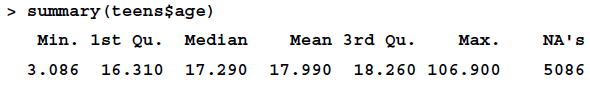 > summary(teens$age)
Min. 1st Qu. Median Mean 3rd Qu. Max. NA's
3.086 16.310 17.290 17.990 18.260 106.900 5086